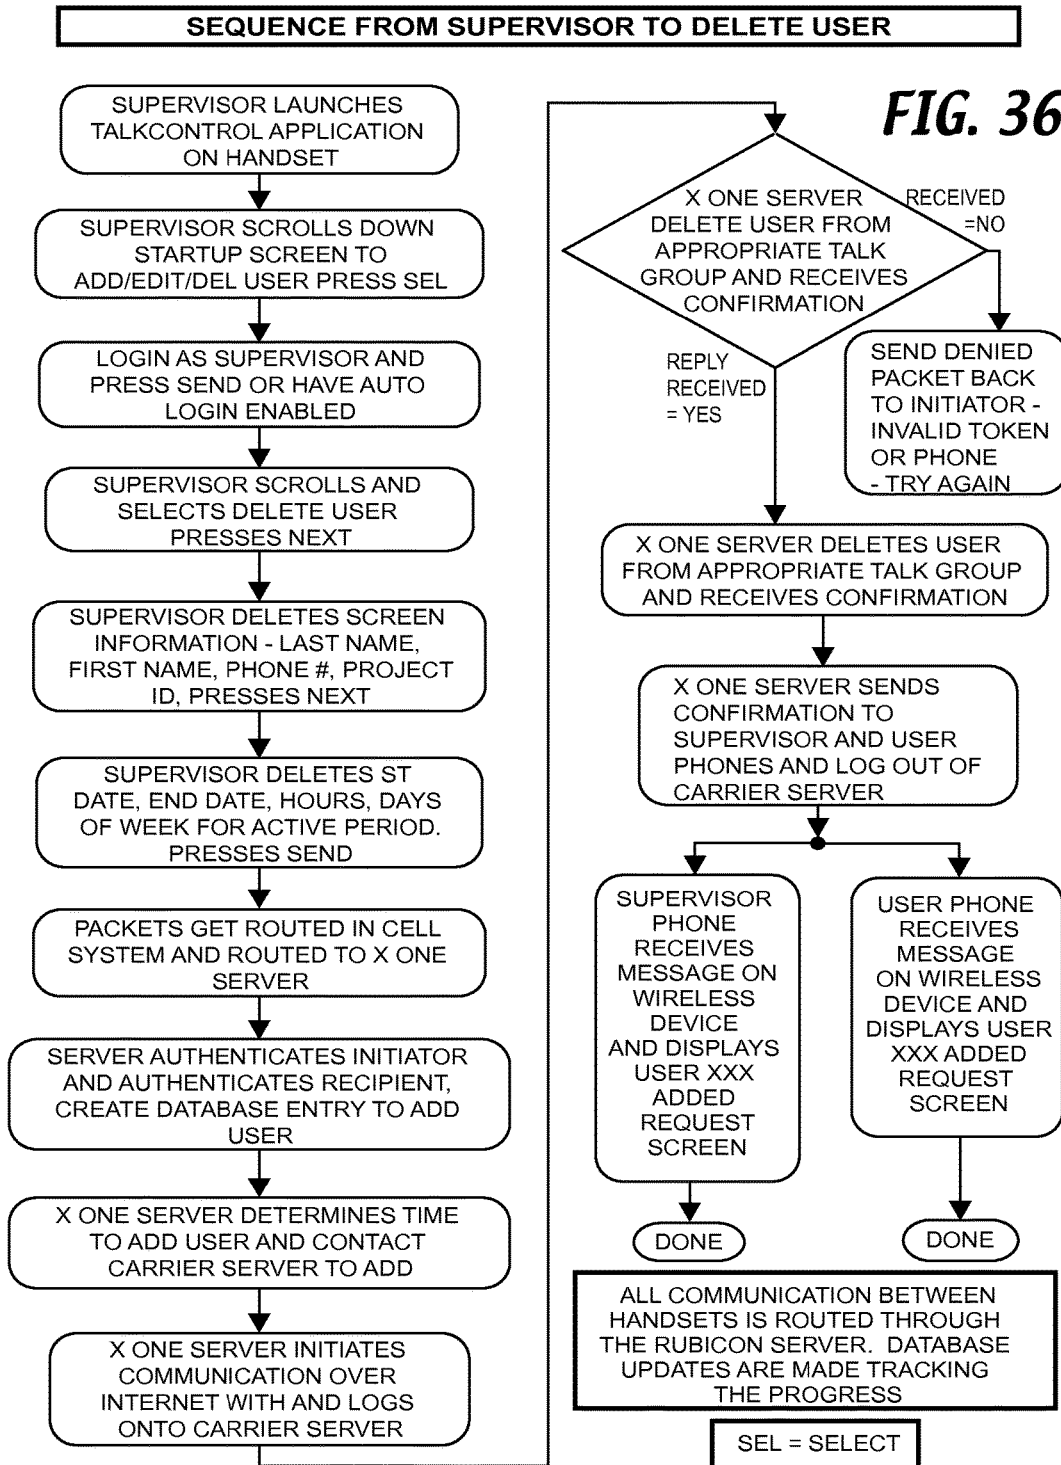 SEQUENCE FROM SUPERVISOR TO DELETE USER
FIG. 36
SUPERVISOR LAUNCHES
TALKCONTROL APPLICATION
ON HANDSET
SUPERVISOR SCROLLS DOWN
STARTUP SCREEN TO
ADD/EDIT/DEL USER PRESS SEL
LOGIN AS SUPERVISOR AND
PRESS SEND OR HAVE AUTO
LOGIN ENABLED
SUPERVISOR SCROLLS AND
SELECTS DELETE USER
PRESSES NEXT
SUPERVISOR DELETES SCREEN
INFORMATION - LAST NAME,
FIRST NAME, PHONE #, PROJECT
ID, PRESSES NEXT
SUPERVISOR DELETES ST
DATE, END DATE, HOURS, DAYS
OF WEEK FOR ACTIVE PERIOD.
PRESSES SEND
PACKETS GET ROUTED IN CELL
SYSTEM AND ROUTED TO X ONE
SERVER
SERVER AUTHENTICATES INITIATOR
AND AUTHENTICATES RECIPIENT,
CREATE DATABASE ENTRY TO ADD
USER
X ONE SERVER DETERMINES TIME
TO ADD USER AND CONTACT
CARRIER SERVER TO ADD
X ONE SERVER INITIATES
COMMUNICATION OVER
INTERNET WITH AND LOGS
ONTO CARRIER SERVER
X ONE SERVER
DELETE USER FROM
APPROPRIATE TALK
GROUP AND RECEIVES
CONFIRMATION
RECEIVED
=NO
REPLY
RECEIVED
= YES
SEND DENIED
PACKET BACK
TO INITIATOR -
INVALID TOKEN
OR PHONE
- TRY AGAIN
X ONE SERVER DELETES USER
FROM APPROPRIATE TALK GROUP
AND RECEIVES CONFIRMATION
X ONE SERVER SENDS
CONFIRMATION TO
SUPERVISOR AND USER
PHONES AND LOG OUT OF
CARRIER SERVER
SUPERVISOR
PHONE
RECEIVES
MESSAGE ON
WIRELESS
DEVICE
AND DISPLAYS
USER XXX
ADDED
REQUEST
SCREEN
USER PHONE
RECEIVES
MESSAGE
ON WIRELESS
DEVICE AND
DISPLAYS USER
XXX ADDED
REQUEST
SCREEN
DONE
DONE
ALL COMMUNICATION BETWEEN
HANDSETS IS ROUTED THROUGH
THE RUBICON SERVER. DATABASE
UPDATES ARE MADE TRACKING
THE PROGRESS
SEL = SELECT